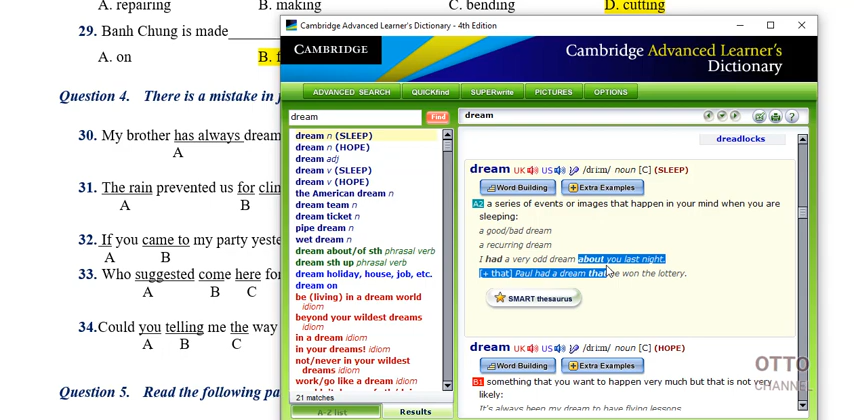 A. repairing B. making C. bending D. cutting
29. Banh Chung is made
A. on B. f
Question 4. There is a mistake in
30. My brother has always dream
A
31. The rain prevented us for clin
A B
32. If you came to my party yeste
A B
33. Who suggested come here for
A B C
34. Could you telling me the way
A B C
Question 5. Read the following pa
Cambridge Advanced Learner's Dictionary - 4th Edition
CAMBRIDGE
Cambridge Advanced Learner's
Dictionary
ADVANCED SEARCH QUICKfind SUPERwrite PICTURES OPTIONS
dream Find
dream n (SLEEP)
dream n (HOPE)
dream adj
dream v (SLEEP)
dream v (HOPE)
the American dream n
dream team n
dream ticket n
pipe dream n
wet dream n
dream about/of sth phrasal verb
dream sth up phrasal verb
dream holiday, house, job, etc.
dream on
be (living) in a dream world
idiom
beyond your wildest dreams
idiom
in a dream idiom
in your dreams! idiom
not/never in your wildest
dreams idiom
work/go like a dream idiom
21 matches
A-Z list Results
dream
dreadlocks
dream UK US /driːm/ noun [C] (SLEEP)
Word Building Extra Examples
A2 a series of events or images that happen in your mind when you are
sleeping:
a good/bad dream
a recurring dream
I had a very odd dream about you last night.
[+ that] Paul had a dream that he won the lottery.
SMART thesaurus
dream UK US /driːm/ noun [C] (HOPE)
Word Building Extra Examples
B1 something that you want to happen very much but that is not very
likely:
It's always been my dream to have flying lessons.
OTTO
CHANNEL